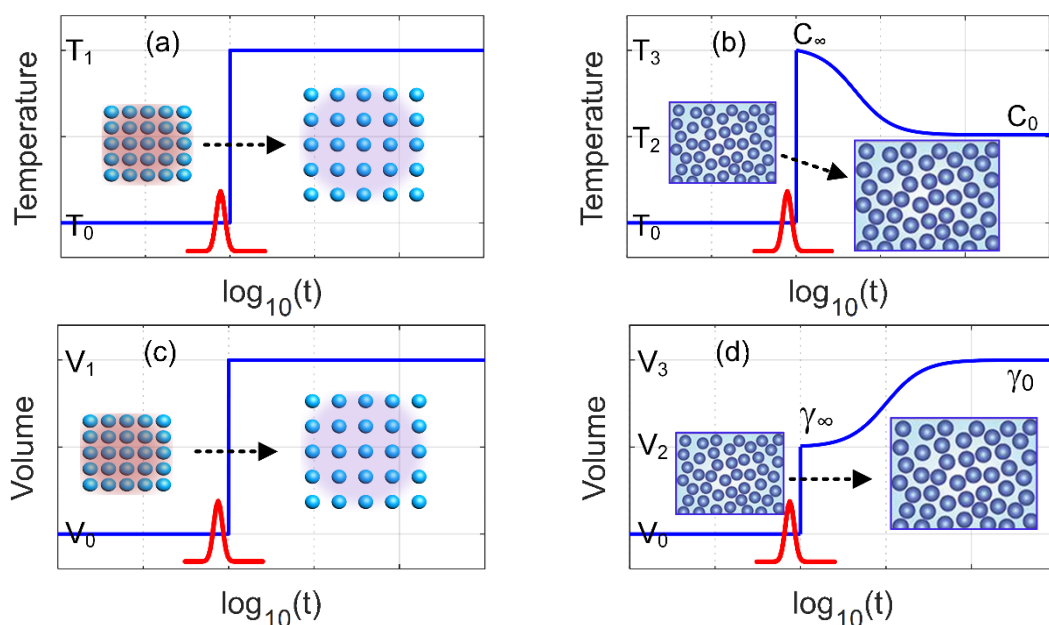 Temperature
T₁
T₀
(a)
log₁₀(t)
Temperature
T₃
T₂
T₀
(b)
C∞
C₀
log₁₀(t)
Volume
V₁
V₀
(c)
log₁₀(t)
Volume
V₃
V₂
V₀
(d)
γ∞
γ₀
log₁₀(t)